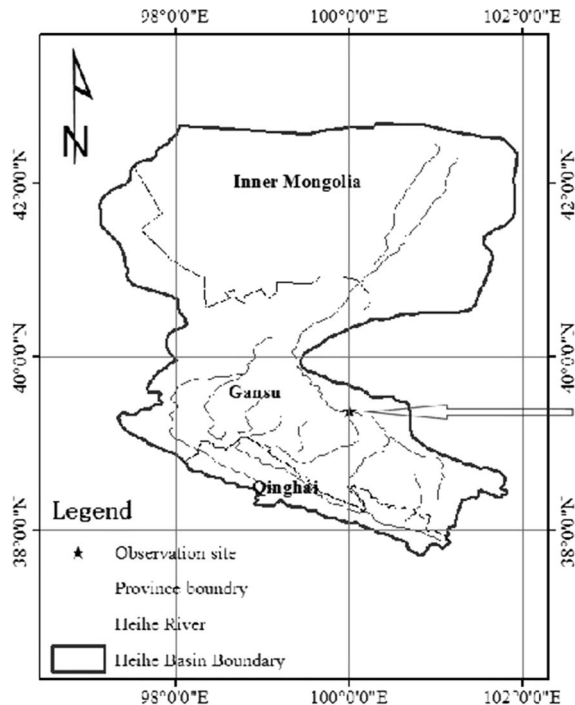 98°0'0"E 100°0'0"E 102°0'0"E
N
42°0'0"N
42°0'0"N
Inner Mongolia
40°0'0"N
40°0'0"N
Gansu
Qinghai
38°0'0"N
38°0'0"N
Legend
Observation site
Province boundry
Heihe River
Heihe Basin Boundary
98°0'0"E 100°0'0"E 102°0'0"E